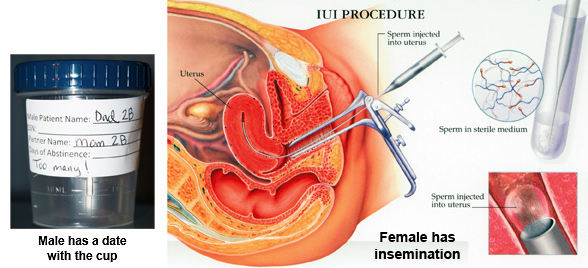 Male Patient Name: Dad 2B
Partner Name: Mom 2B
Days of Abstinence:
Too many!
Male has a date
with the cup
IUI PROCEDURE
Sperm injected
into uterus
Uterus
Sperm in sterile medium
Sperm injected
into uterus
Female has
insemination